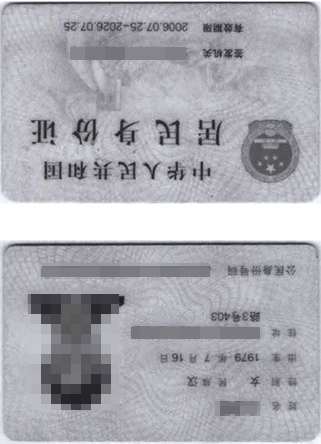 姓名
性别 女 民族 汉
出生 1979 年 7 月 16 日
住址
路3号403
公民身份号码
中华人民共和国
居民身份证
签发机关
有效期限 2006.07.25-2026.07.25